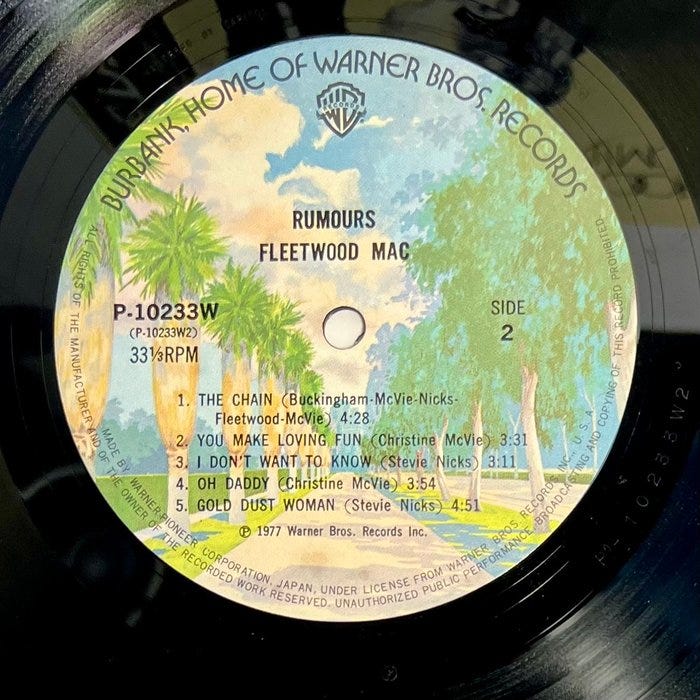 BURBANK, HOME OF WARNER BROS. RECORDS
RECORDS
RUMOURS
FLEETWOOD MAC
P-10233W
(P-10233W2)
33⅓RPM
SIDE
2
1. THE CHAIN (Buckingham-McVie-Nicks-
Fleetwood-McVie) 4:28
2. YOU MAKE LOVING FUN (Christine McVie) 3:31
3. I DON'T WANT TO KNOW (Stevie Nicks) 3:11
4. OH DADDY (Christine McVie) 3:54
5. GOLD DUST WOMAN (Stevie Nicks) 4:51
℗ 1977 Warner Bros. Records Inc.
MADE BY WARNER-PIONEER CORPORATION, JAPAN, UNDER LICENSE FROM WARNER BROS. RECORDS INC., U.S.A.
ALL RIGHTS OF THE MANUFACTURER AND OF THE OWNER OF THE RECORDED WORK RESERVED. UNAUTHORIZED PUBLIC PERFORMANCE, BROADCASTING AND COPYING OF THIS RECORD PROHIBITED
P-10233W2